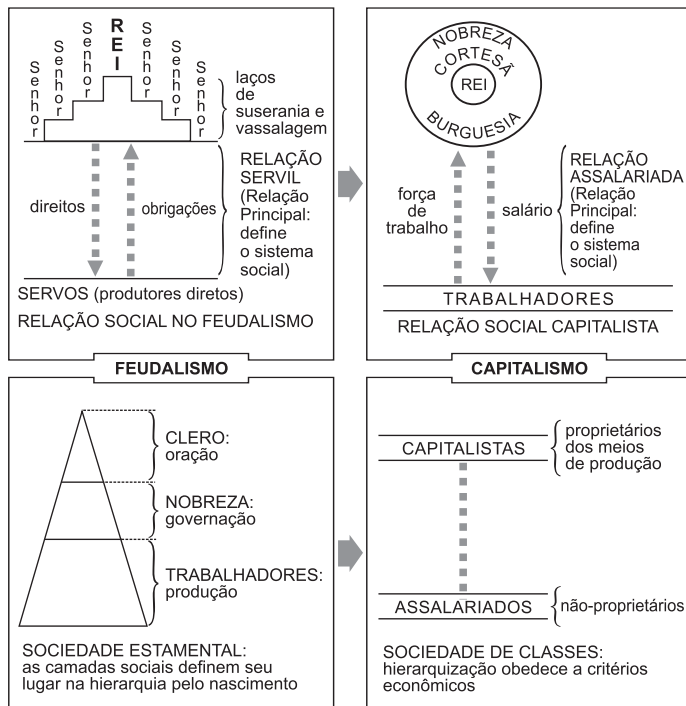 Senhor
Senhor
Senhor
REI
Senhor
Senhor
Senhor
laços
de
suserania e
vassalagem
direitos
obrigações
RELAÇÃO
SERVIL
(Relação
Principal:
define
o sistema
social)
SERVOS (produtores diretos)
RELAÇÃO SOCIAL NO FEUDALISMO
NOBREZA
CORTESÃ
REI
BURGUESIA
força
de
trabalho
salário
RELAÇÃO
ASSALARIADA
(Relação
Principal:
define
o sistema
social)
TRABALHADORES
RELAÇÃO SOCIAL CAPITALISTA
FEUDALISMO
CAPITALISMO
CLERO:
oração
NOBREZA:
governação
TRABALHADORES:
produção
SOCIEDADE ESTAMENTAL:
as camadas sociais definem seu
lugar na hierarquia pelo nascimento
CAPITALISTAS
proprietários
dos meios
de produção
ASSALARIADOS
não-proprietários
SOCIEDADE DE CLASSES:
hierarquização obedece a critérios
econômicos